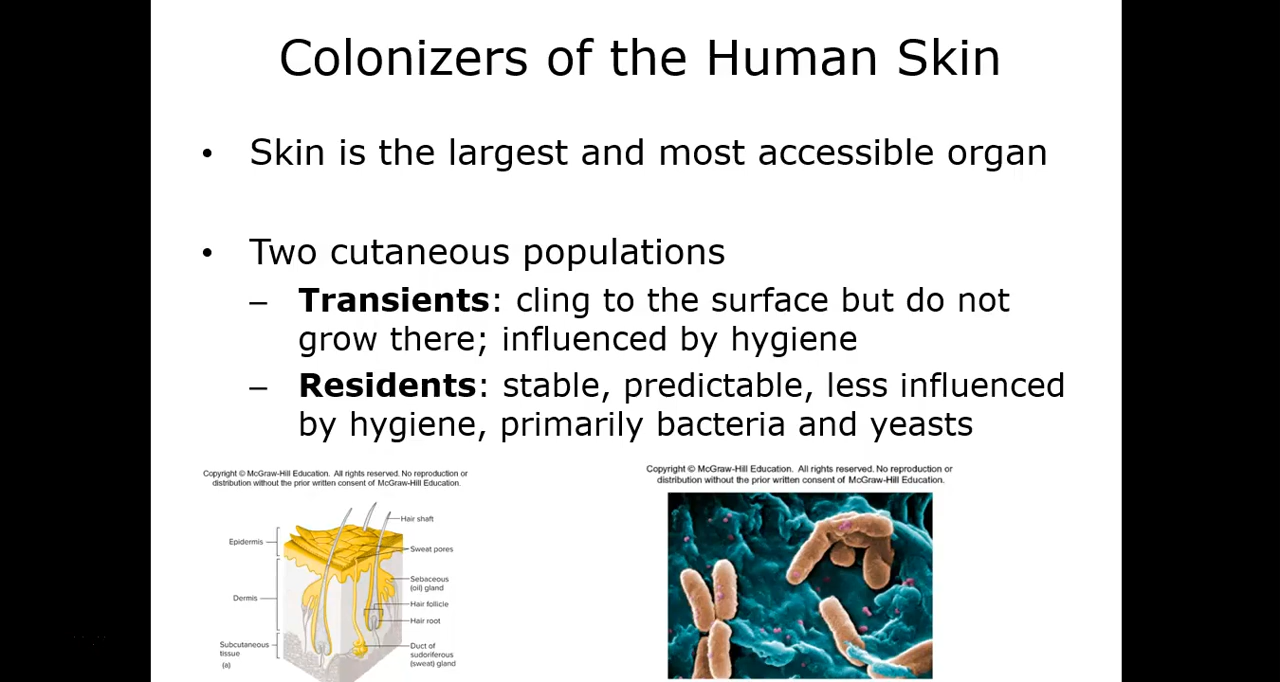 Colonizers of the Human Skin
• Skin is the largest and most accessible organ
• Two cutaneous populations
– Transients: cling to the surface but do not
grow there; influenced by hygiene
– Residents: stable, predictable, less influenced
by hygiene, primarily bacteria and yeasts
Copyright © McGraw-Hill Education. All rights reserved. No reproduction or
distribution without the prior written consent of McGraw-Hill Education.
Hair shaft
Epidermis
Sweat pores
Sebaceous
(oil) gland
Dermis
Hair follicle
Hair root
Subcutaneous
tissue
Duct of
sudoriferous
(sweat) gland
(a)
Copyright © McGraw-Hill Education. All rights reserved. No reproduction or
distribution without the prior written consent of McGraw-Hill Education.